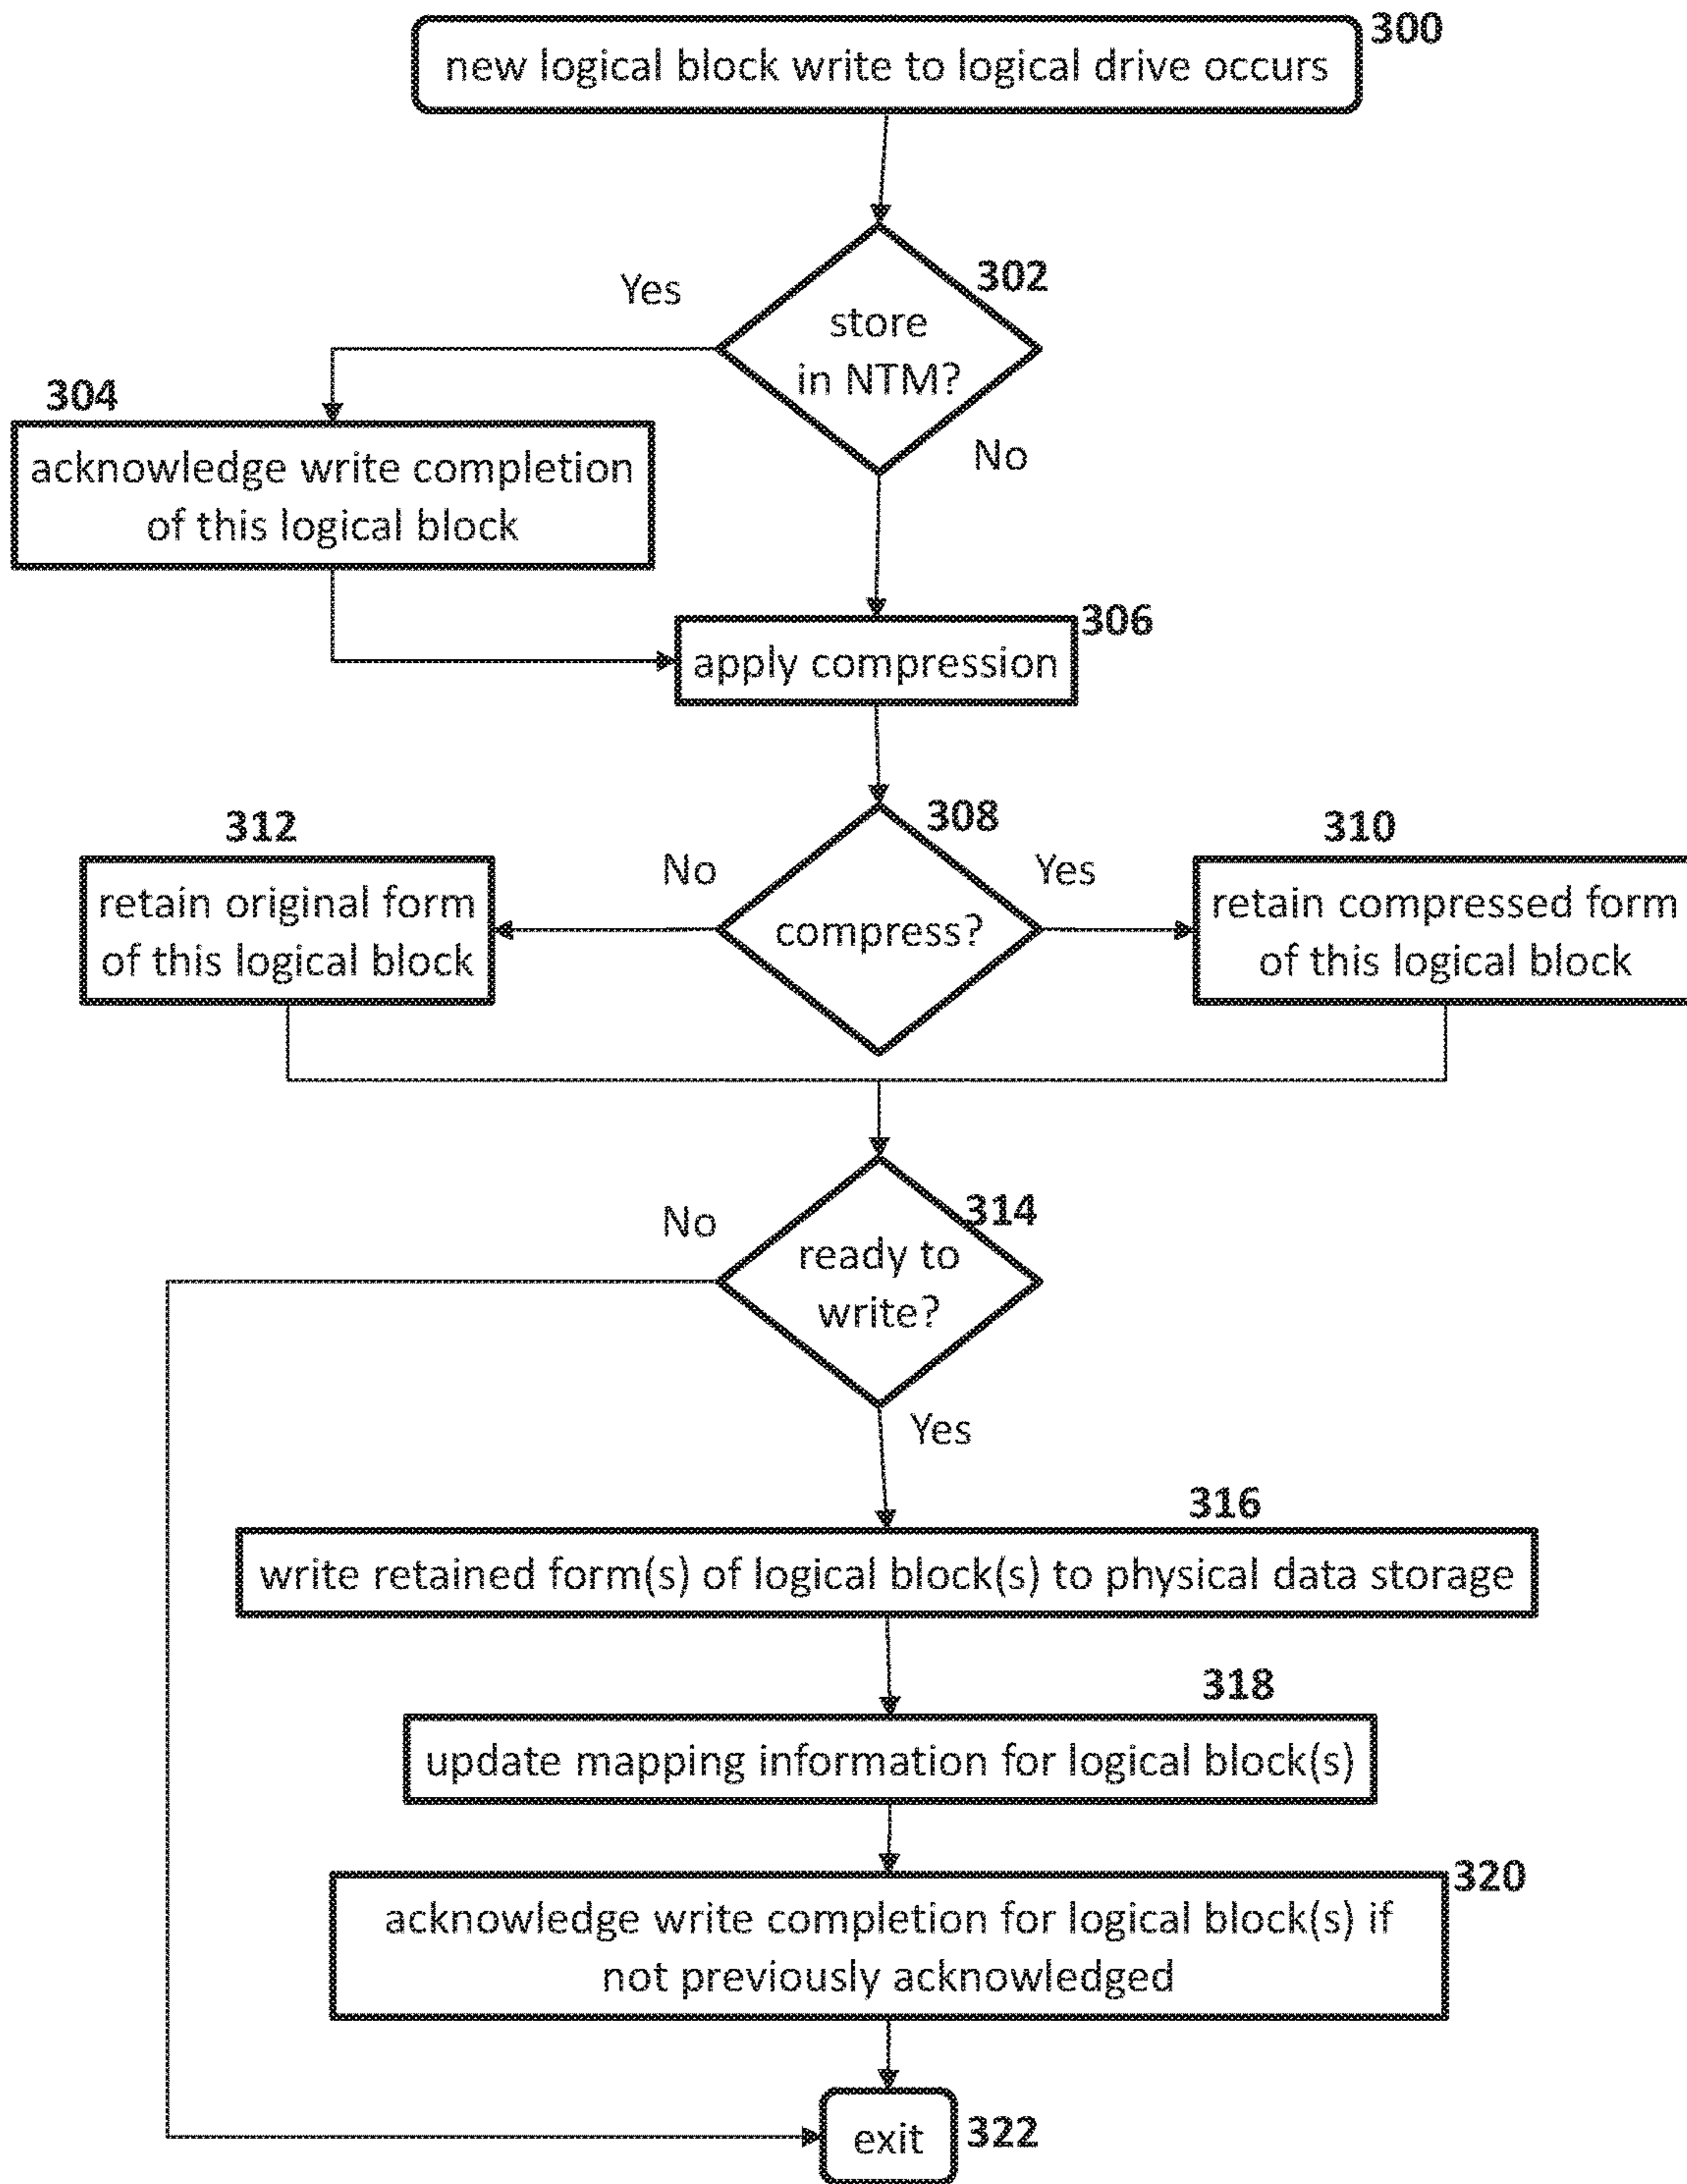 300
new logical block write to logical drive occurs
302
Yes
store
in NTM?
304
No
acknowledge write completion
of this logical block
306
apply compression
308
312
310
No
Yes
retain original form
of this logical block
compress?
retain compressed form
of this logical block
314
No
ready to
write?
Yes
316
write retained form(s) of logical block(s) to physical data storage
318
update mapping information for logical block(s)
320
acknowledge write completion for logical block(s) if
not previously acknowledged
exit
322